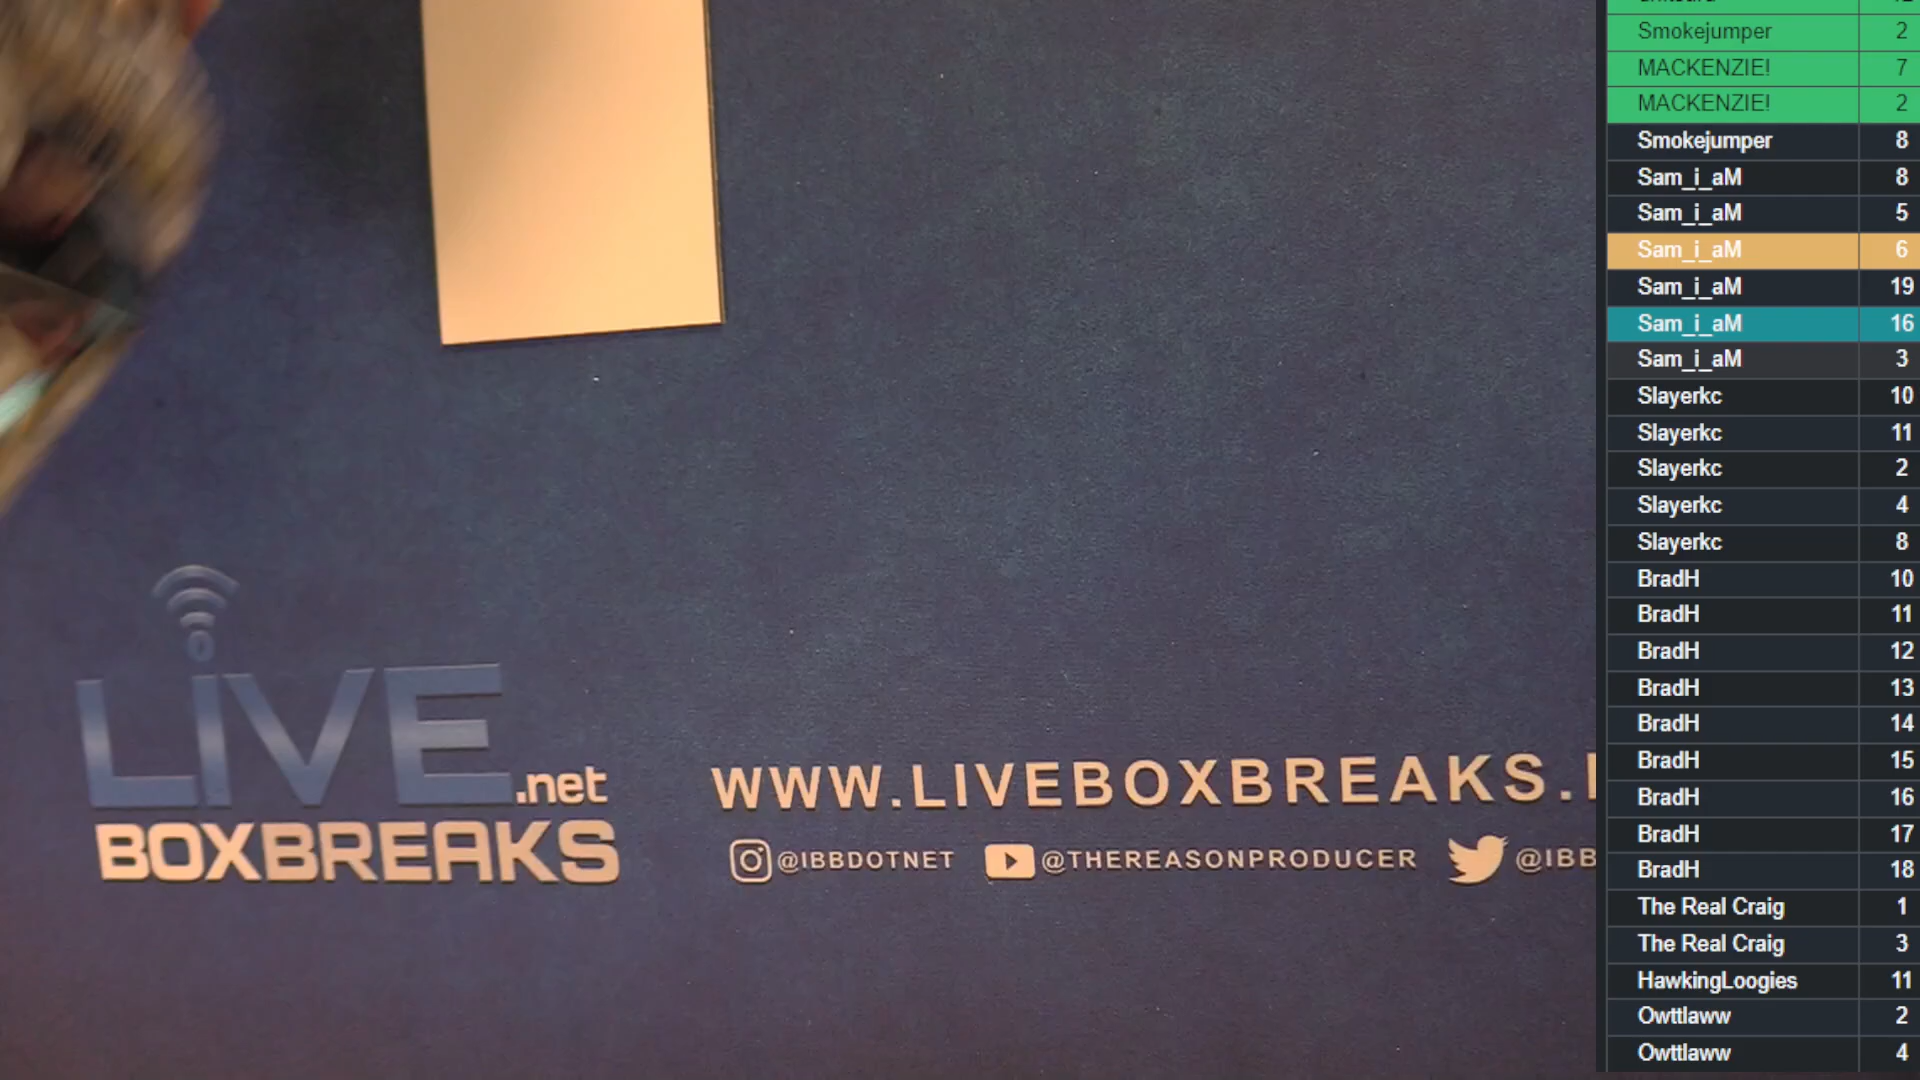 Smokejumper 2
MACKENZIE! 7
MACKENZIE! 2
Smokejumper 8
Sam_i_aM 8
Sam_i_aM 5
Sam_i_aM 6
Sam_i_aM 19
Sam_i_aM 16
Sam_i_aM 3
Slayerkc 10
Slayerkc 11
Slayerkc 2
Slayerkc 4
Slayerkc 8
BradH 10
BradH 11
BradH 12
BradH 13
BradH 14
BradH 15
BradH 16
BradH 17
BradH 18
The Real Craig 1
The Real Craig 3
HawkingLoogies 11
Owttlaww 2
Owttlaww 4
LIVE.net
BOXBREAKS
WWW.LIVEBOXBREAKS.
@IBBDOTNET @THEREASONPRODUCER @IBB